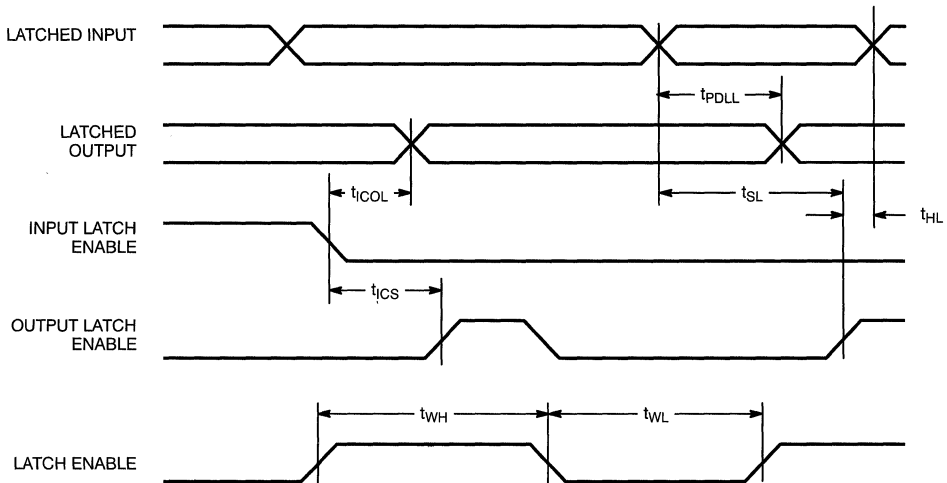 LATCHED INPUT
tPDLL
LATCHED
OUTPUT
tICOL
tSL
tHL
INPUT LATCH
ENABLE
tICS
OUTPUT LATCH
ENABLE
tWH
tWL
LATCH ENABLE